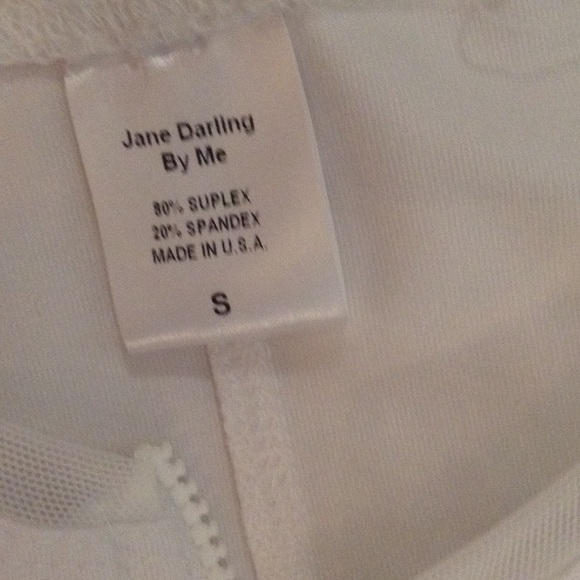 Jane Darling
By Me
80% SUPLEX
20% SPANDEX
MADE IN U.S.A.
S